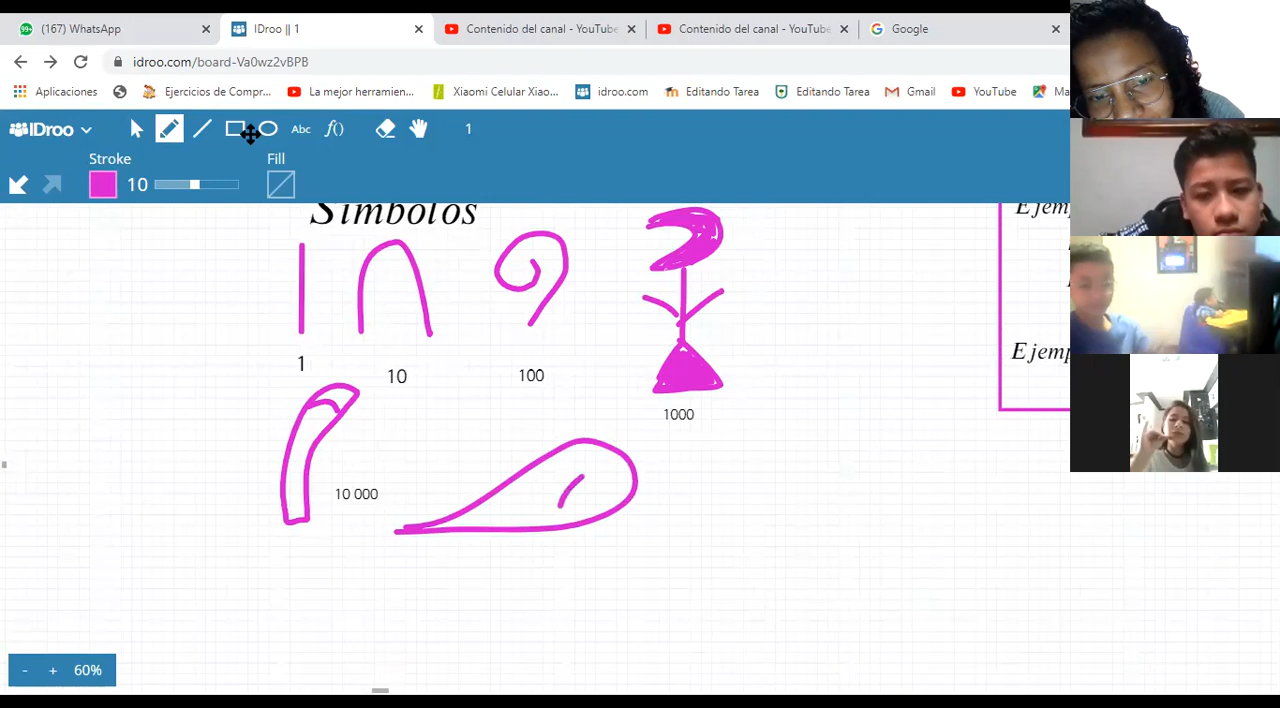 (167) WhatsApp
IDroo || 1
Contenido del canal - YouTube
Contenido del canal - YouTube
Google
idroo.com/board-Va0wz2vBPB
Aplicaciones
Ejercicios de Compr...
La mejor herramien...
Xiaomi Celular Xiao...
idroo.com
Editando Tarea
Editando Tarea
Gmail
YouTube
Ma
IDroo
Abc
f()
1
Stroke
10
Fill
Símbolos
1
10
100
1000
10 000
Ejem
Ejemp
- + 60%